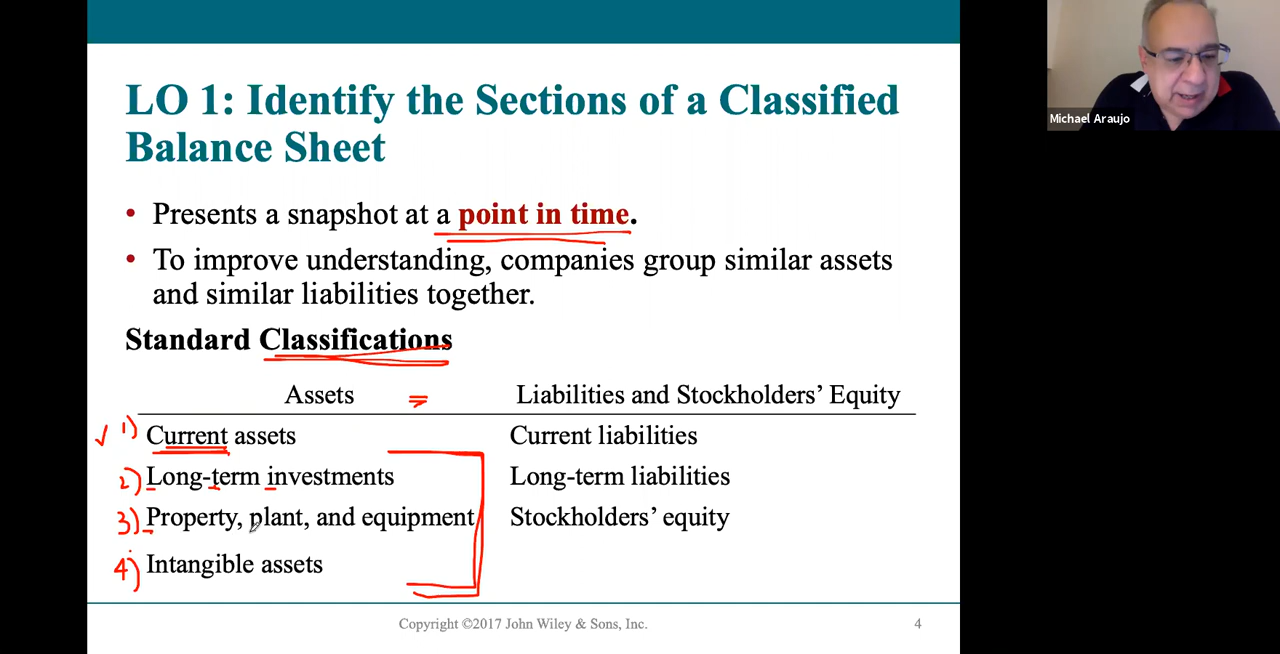 LO 1: Identify the Sections of a Classified
Balance Sheet
• Presents a snapshot at a point in time.
• To improve understanding, companies group similar assets
and similar liabilities together.
Standard Classifications
Assets = Liabilities and Stockholders’ Equity
✓ 1) Current assets Current liabilities
2) Long-term investments Long-term liabilities
3) Property, plant, and equipment Stockholders’ equity
4) Intangible assets
Copyright ©2017 John Wiley & Sons, Inc. 4
Michael Araujo